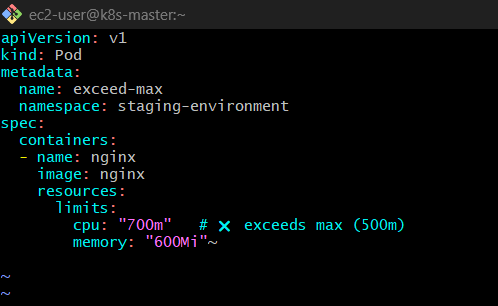 ec2-user@k8s-master:~
apiVersion: v1
kind: Pod
metadata:
  name: exceed-max
  namespace: staging-environment
spec:
  containers:
  - name: nginx
    image: nginx
    resources:
      limits:
        cpu: "700m"   # ❌ exceeds max (500m)
        memory: "600Mi"~
~
~